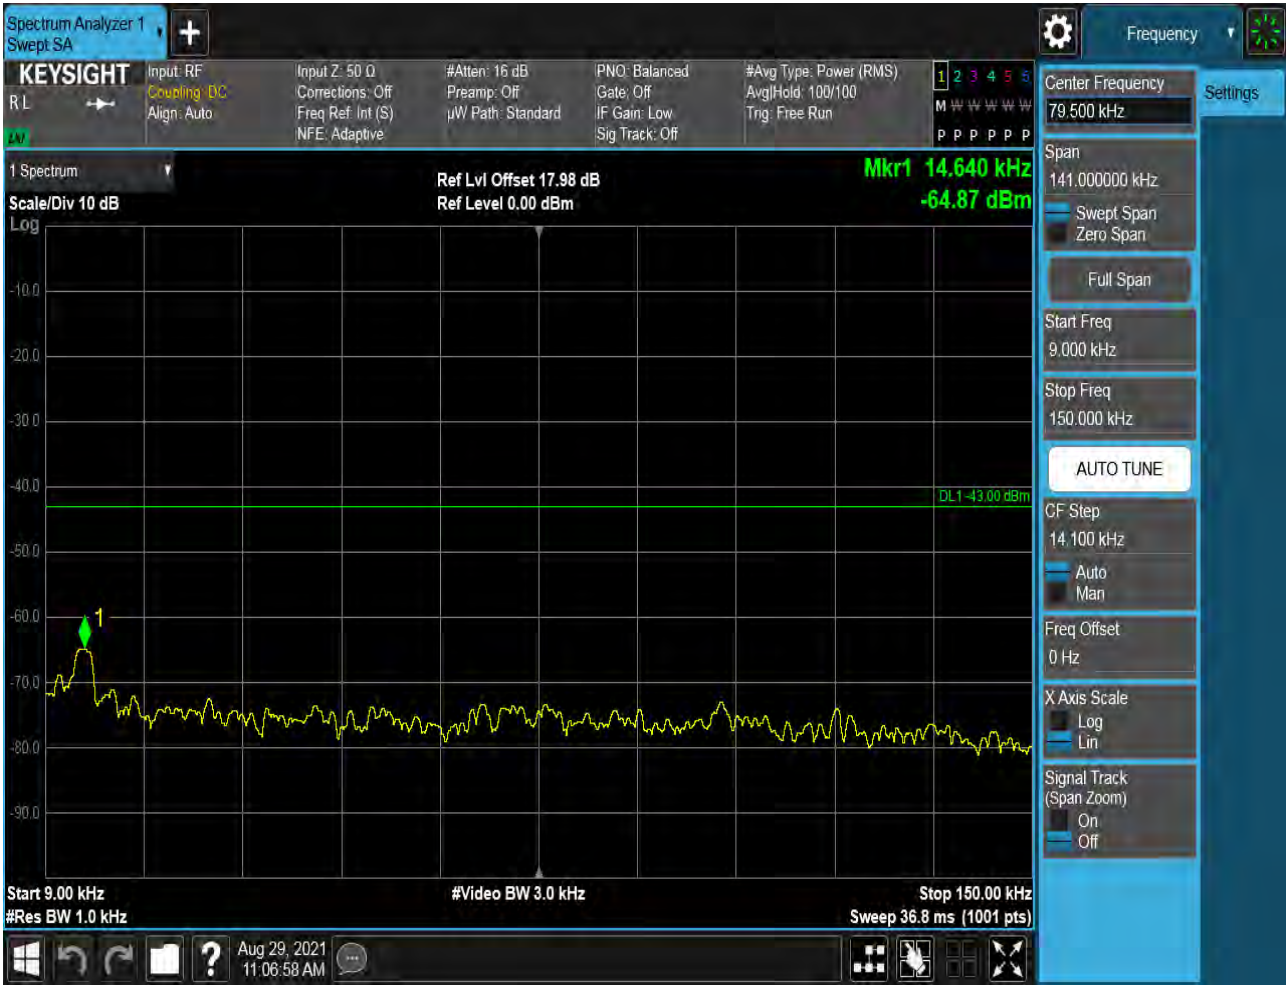 Spectrum Analyzer 1
Swept SA
+
Frequency
KEYSIGHT
R L
LXI
Input: RF
Coupling: DC
Align: Auto
Input Z: 50 Ω
Corrections: Off
Freq Ref: Int (S)
NFE: Adaptive
#Atten: 16 dB
Preamp: Off
µW Path: Standard
PNO: Balanced
Gate: Off
IF Gain: Low
Sig Track: Off
#Avg Type: Power (RMS)
Avg|Hold: 100/100
Trig: Free Run
1 2 3 4 5 6
M W W W W W
P P P P P P
1 Spectrum
Scale/Div 10 dB
Log
Ref Lvl Offset 17.98 dB
Ref Level 0.00 dBm
Mkr1 14.640 kHz
-64.87 dBm
-10.0
-20.0
-30.0
-40.0
DL1 -43.00 dBm
-50.0
-60.0
1
-70.0
-80.0
-90.0
Start 9.00 kHz
#Res BW 1.0 kHz
#Video BW 3.0 kHz
Stop 150.00 kHz
Sweep 36.8 ms (1001 pts)
?
Aug 29, 2021
11:06:58 AM
Center Frequency
79.500 kHz
Settings
Span
141.000000 kHz
Swept Span
Zero Span
Full Span
Start Freq
9.000 kHz
Stop Freq
150.000 kHz
AUTO TUNE
CF Step
14.100 kHz
Auto
Man
Freq Offset
0 Hz
X Axis Scale
Log
Lin
Signal Track
(Span Zoom)
On
Off